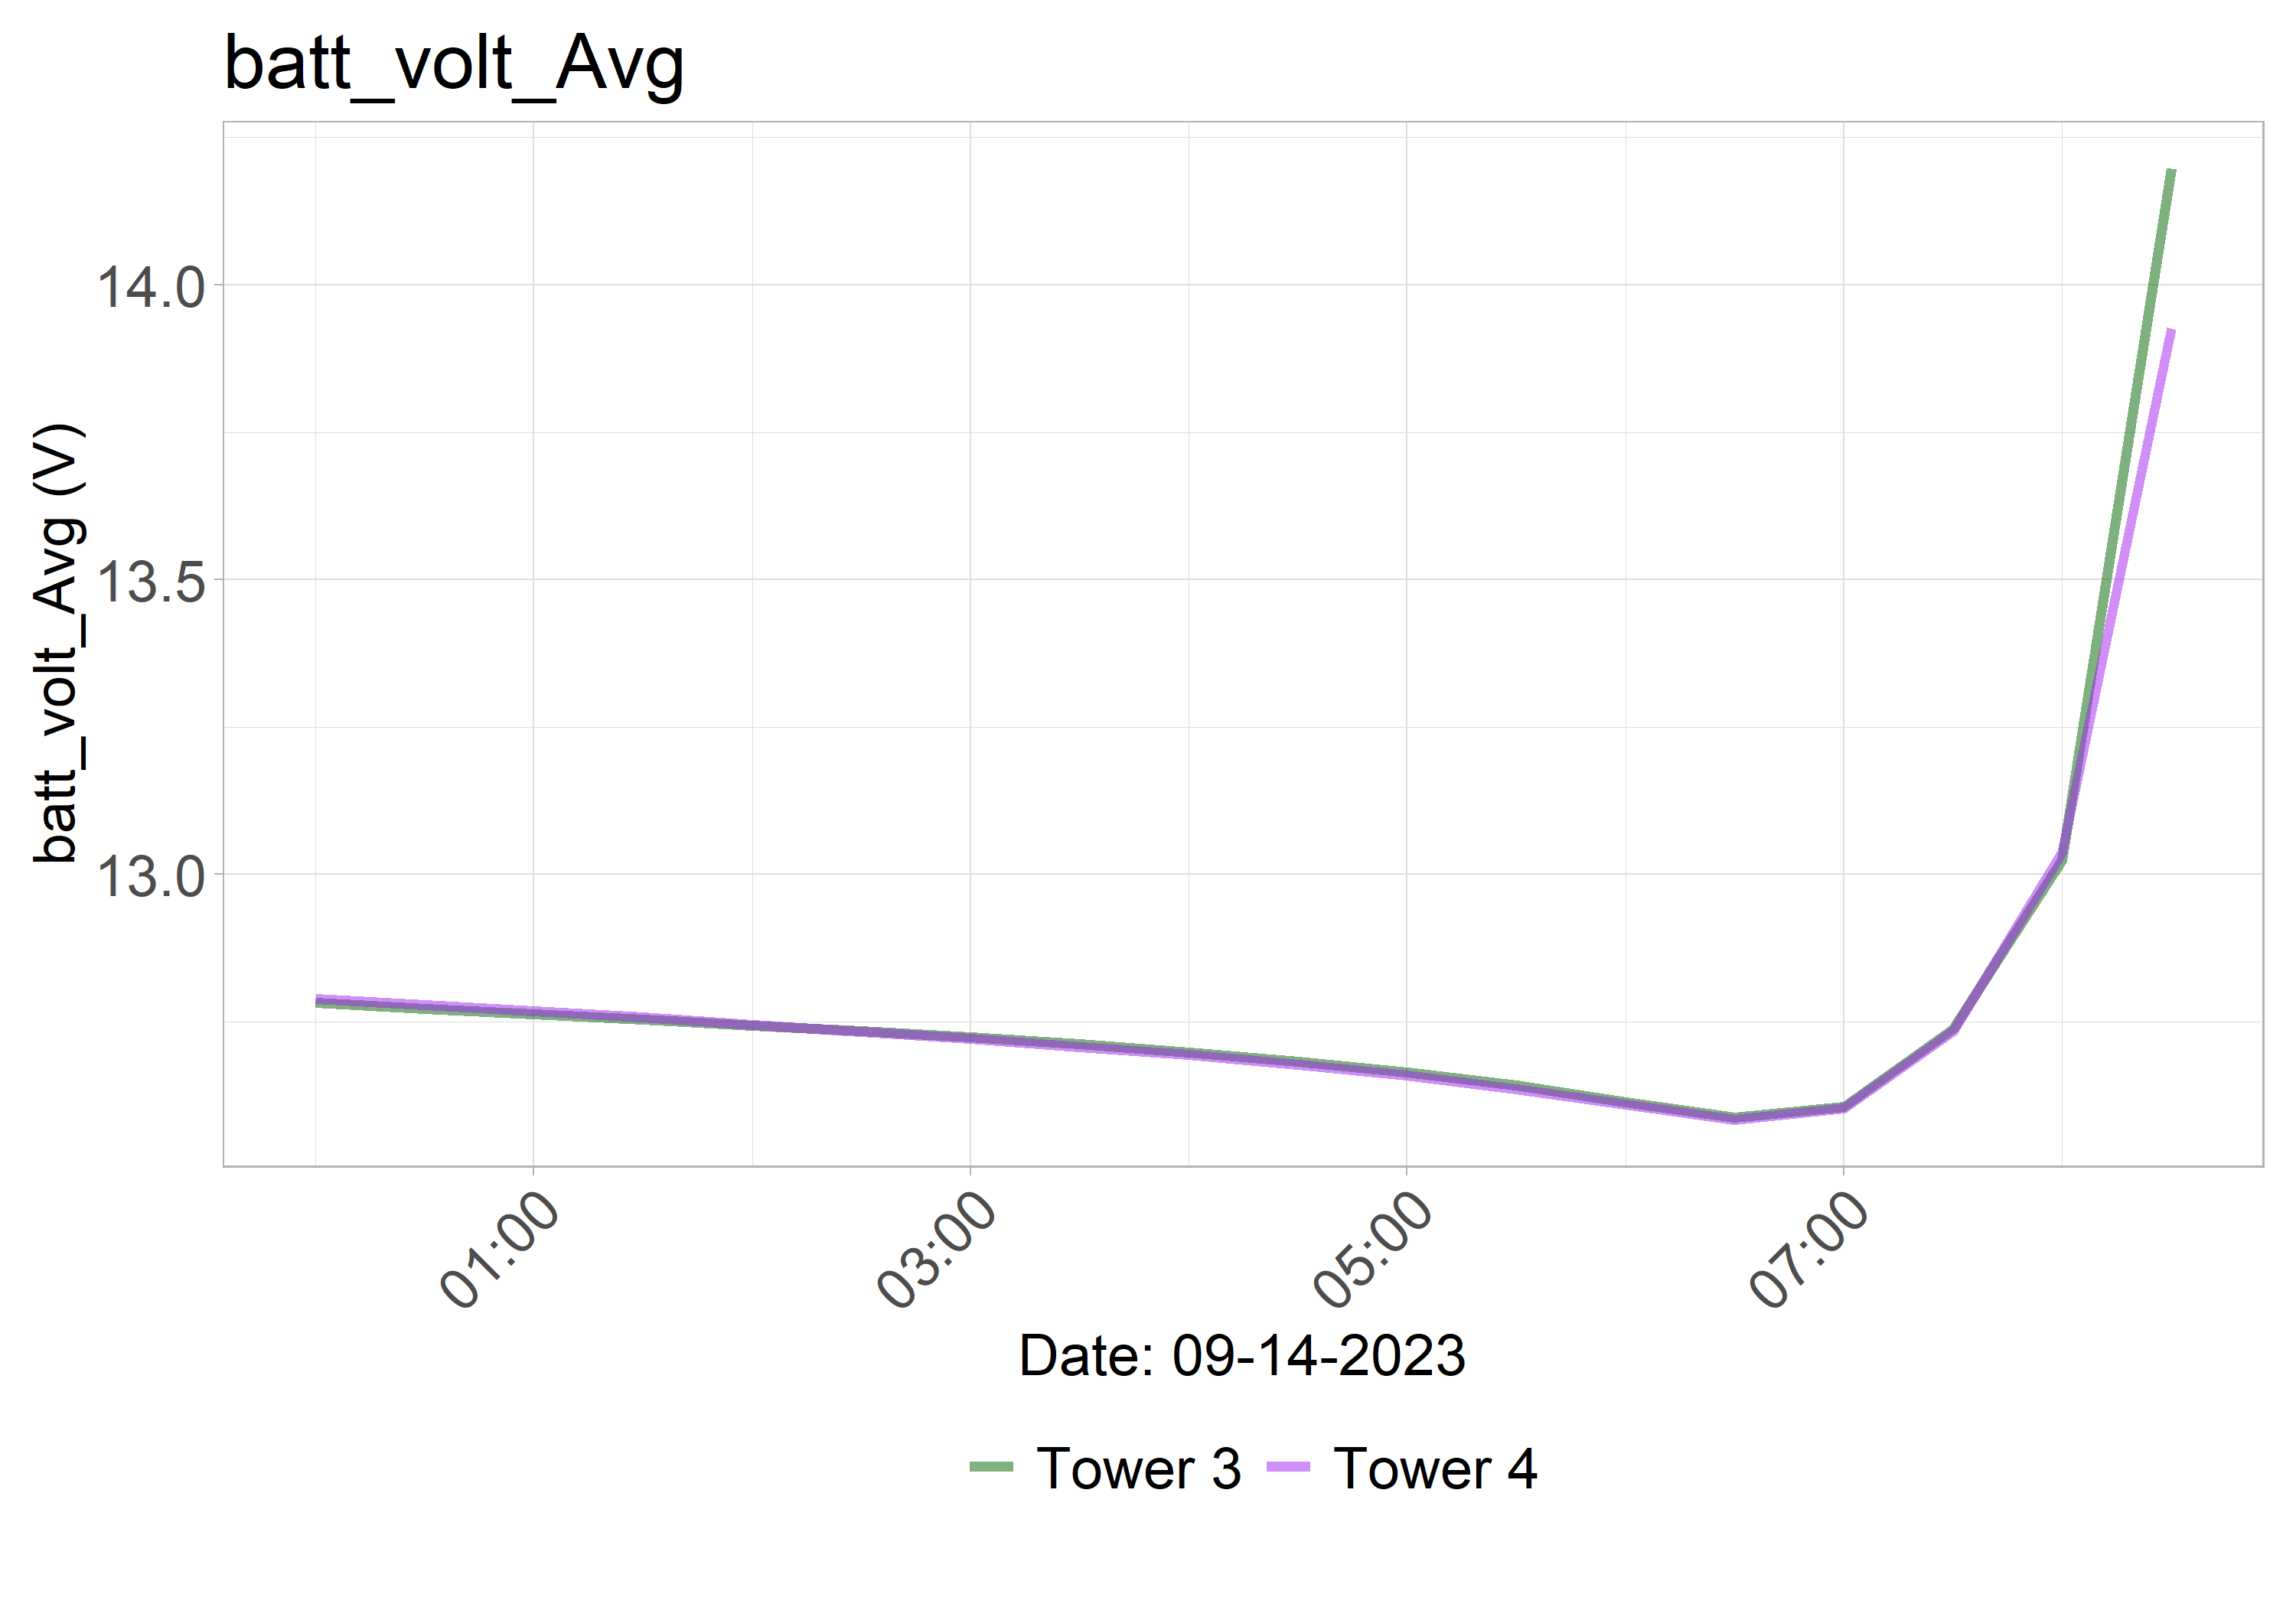 batt_volt_Avg
batt_volt_Avg (V)
14.0
13.5
13.0
01:00
03:00
05:00
07:00
Date: 09-14-2023
Tower 3
Tower 4